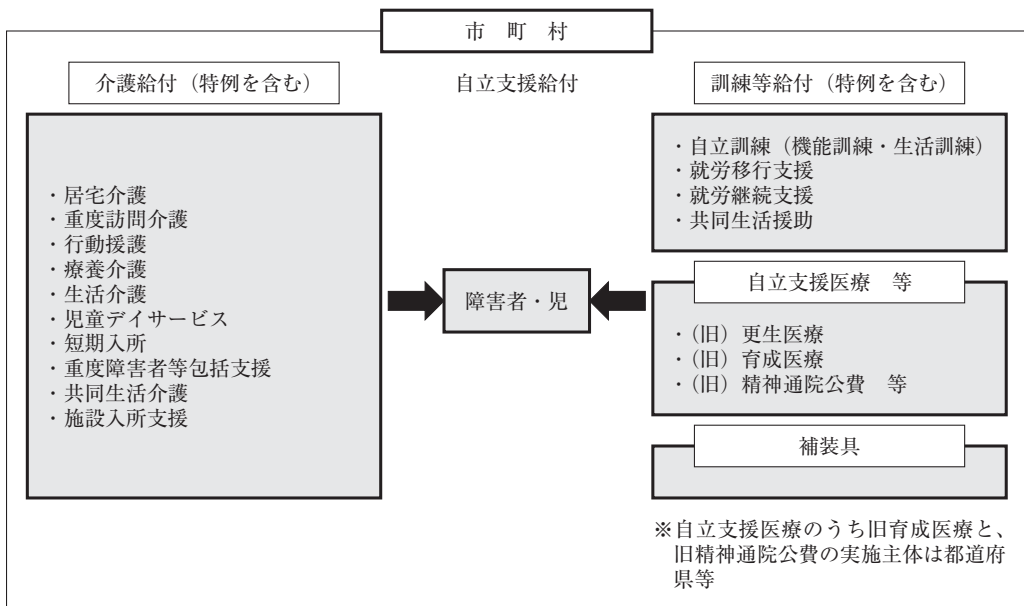 市 町 村
介護給付（特例を含む）
自立支援給付
訓練等給付（特例を含む）
・居宅介護
・重度訪問介護
・行動援護
・療養介護
・生活介護
・児童デイサービス
・短期入所
・重度障害者等包括支援
・共同生活介護
・施設入所支援
障害者・児
・自立訓練（機能訓練・生活訓練）
・就労移行支援
・就労継続支援
・共同生活援助
自立支援医療　等
・（旧）更生医療
・（旧）育成医療
・（旧）精神通院公費　等
補装具
※自立支援医療のうち旧育成医療と、
旧精神通院公費の実施主体は都道府
県等